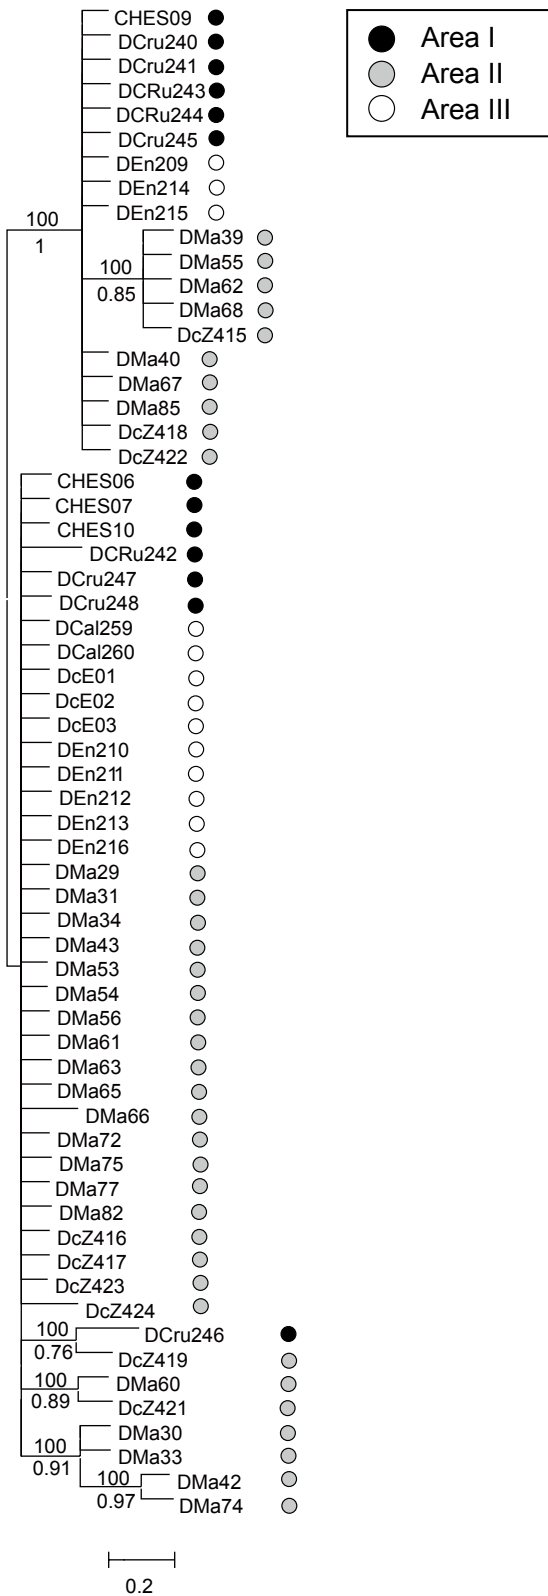 CHES09
DCru240
DCru241
DCRu243
DCRu244
DCru245
DEn209
DEn214
DEn215
100
1
DMa39
DMa55
100
DMa62
0.85
DMa68
DcZ415
DMa40
DMa67
DMa85
DcZ418
DcZ422
CHES06
CHES07
CHES10
DCRu242
DCru247
DCru248
DCal259
DCal260
DcE01
DcE02
DcE03
DEn210
DEn211
DEn212
DEn213
DEn216
DMa29
DMa31
DMa34
DMa43
DMa53
DMa54
DMa56
DMa61
DMa63
DMa65
DMa66
DMa72
DMa75
DMa77
DMa82
DcZ416
DcZ417
DcZ423
DcZ424
100
DCru246
0.76
DcZ419
100
DMa60
0.89
DcZ421
DMa30
100
DMa33
0.91
100
DMa42
0.97
DMa74
0.2
Area I
Area II
Area III